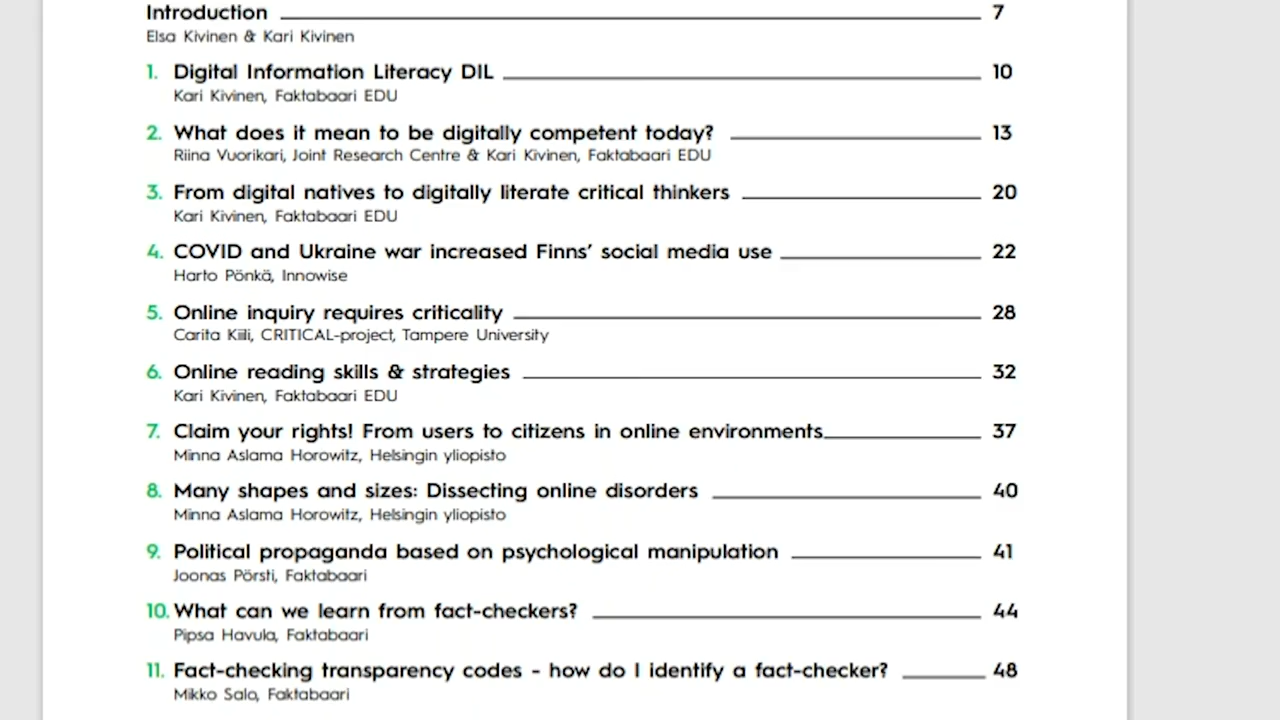 Introduction 7
Elsa Kivinen & Kari Kivinen
1. Digital Information Literacy DIL 10
Kari Kivinen, Faktabaari EDU
2. What does it mean to be digitally competent today? 13
Riina Vuorikari, Joint Research Centre & Kari Kivinen, Faktabaari EDU
3. From digital natives to digitally literate critical thinkers 20
Kari Kivinen, Faktabaari EDU
4. COVID and Ukraine war increased Finns’ social media use 22
Harto Pönkä, Innowise
5. Online inquiry requires criticality 28
Carita Kiili, CRITICAL-project, Tampere University
6. Online reading skills & strategies 32
Kari Kivinen, Faktabaari EDU
7. Claim your rights! From users to citizens in online environments 37
Minna Aslama Horowitz, Helsingin yliopisto
8. Many shapes and sizes: Dissecting online disorders 40
Minna Aslama Horowitz, Helsingin yliopisto
9. Political propaganda based on psychological manipulation 41
Joonas Pörsti, Faktabaari
10. What can we learn from fact-checkers? 44
Pipsa Havula, Faktabaari
11. Fact-checking transparency codes - how do I identify a fact-checker? 48
Mikko Salo, Faktabaari